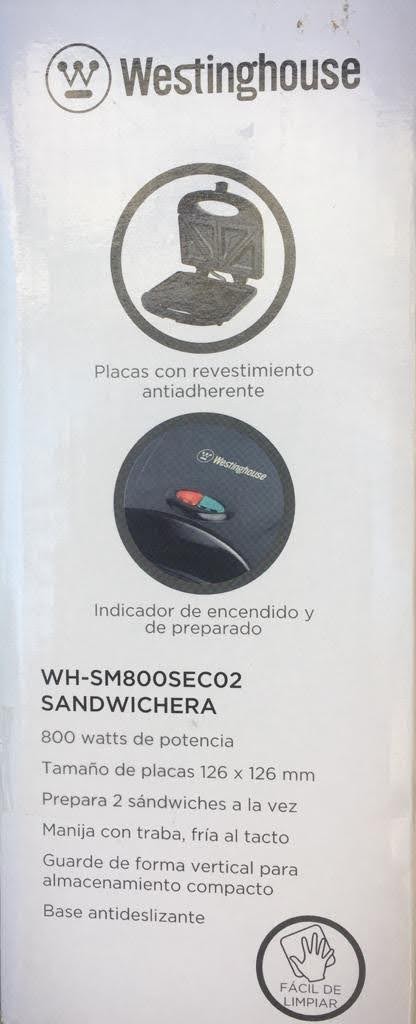 Westinghouse
Placas con revestimiento
antiadherente
Westinghouse
Indicador de encendido y
de preparado
WH-SM800SEC02
SANDWICHERA
800 watts de potencia
Tamaño de placas 126 x 126 mm
Prepara 2 sándwiches a la vez
Manija con traba, fría al tacto
Guarde de forma vertical para
almacenamiento compacto
Base antideslizante
FÁCIL DE
LIMPIAR